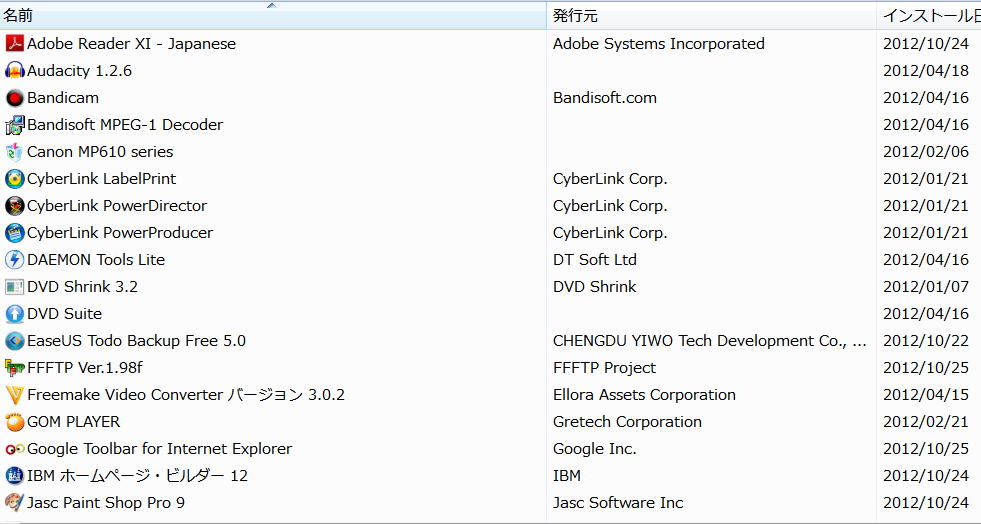 名前 発行元 インストール日
Adobe Reader XI - Japanese Adobe Systems Incorporated 2012/10/24
Audacity 1.2.6 2012/04/18
Bandicam Bandisoft.com 2012/04/16
Bandisoft MPEG-1 Decoder 2012/04/16
Canon MP610 series 2012/02/06
CyberLink LabelPrint CyberLink Corp. 2012/01/21
CyberLink PowerDirector CyberLink Corp. 2012/01/21
CyberLink PowerProducer CyberLink Corp. 2012/01/21
DAEMON Tools Lite DT Soft Ltd 2012/04/16
DVD Shrink 3.2 DVD Shrink 2012/01/07
DVD Suite 2012/04/16
EaseUS Todo Backup Free 5.0 CHENGDU YIWO Tech Development Co., ... 2012/10/22
FFFTP Ver.1.98f FFFTP Project 2012/10/25
Freemake Video Converter バージョン 3.0.2 Ellora Assets Corporation 2012/04/15
GOM PLAYER Gretech Corporation 2012/02/21
Google Toolbar for Internet Explorer Google Inc. 2012/10/25
IBM ホームページ・ビルダー 12 IBM 2012/10/24
Jasc Paint Shop Pro 9 Jasc Software Inc 2012/10/24